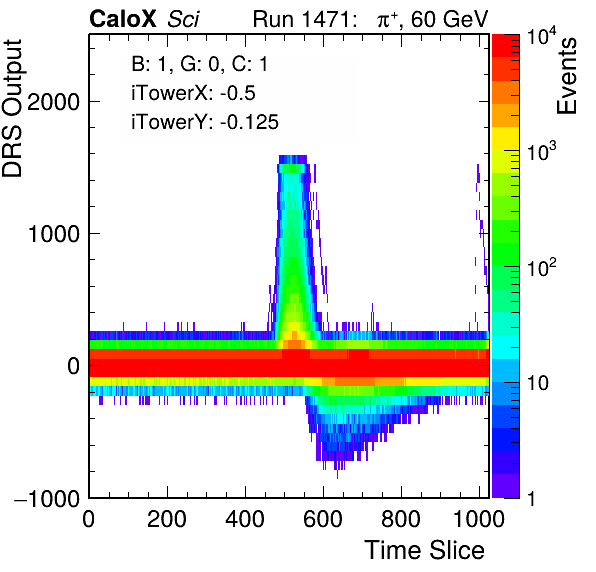 CaloX Sci Run 1471: π⁺, 60 GeV
B: 1, G: 0, C: 1
iTowerX: -0.5
iTowerY: -0.125
DRS Output
2000
1000
0
−1000
0 200 400 600 800 1000
Time Slice
Events
10⁴
10³
10²
10
1